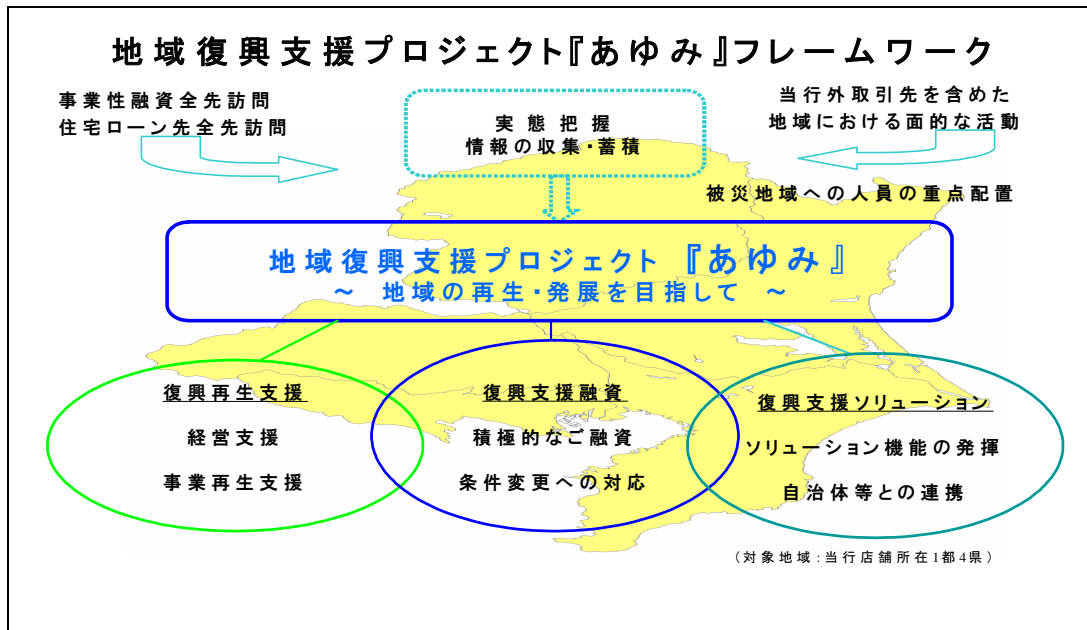 地域復興支援プロジェクト『あゆみ』フレームワーク
事業性融資全先訪問
住宅ローン先全先訪問
実態把握
情報の収集・蓄積
当行外取引先を含めた
地域における面的な活動
被災地域への人員の重点配置
地域復興支援プロジェクト 『あゆみ』
～ 地域の再生・発展を目指して ～
復興再生支援
経営支援
事業再生支援
復興支援融資
積極的なご融資
条件変更への対応
復興支援ソリューション
ソリューション機能の発揮
自治体等との連携
（対象地域：当行店舗所在1都4県）